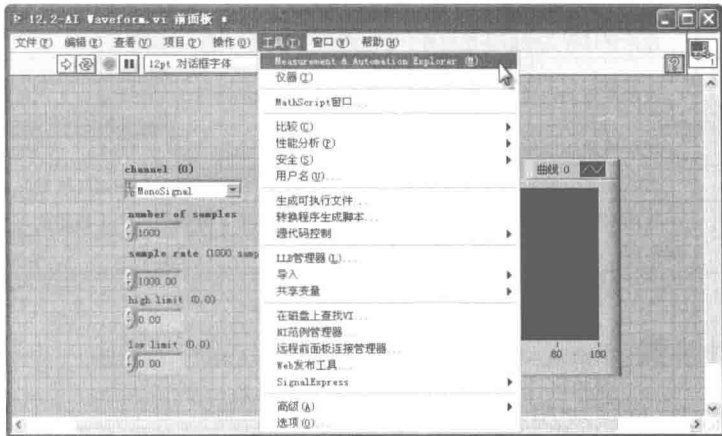 12.2-AI Waveform.vi 前面板 *
文件(F) 编辑(E) 查看(V) 项目(P) 操作(O) 工具(T) 窗口(W) 帮助(H)
12pt 对话框字体
Measurement & Automation Explorer (M)...
仪器(I)
MathScript窗口...
比较(C)
性能分析(P)
安全(S)
用户名(U)...
生成可执行文件...
转换程序生成脚本...
源代码控制
LLB管理器(L)...
导入
共享变量
在磁盘上查找VI...
NI范例管理器...
远程前面板连接管理器...
Web发布工具...
SignalExpress
高级(A)
选项(O)...
channel (0)
MonoSignal
number of samples
1000
sample rate (1000 samp
1000.00
high limit (0.0)
0.00
low limit (0.0)
0.00
曲线 0
80 100